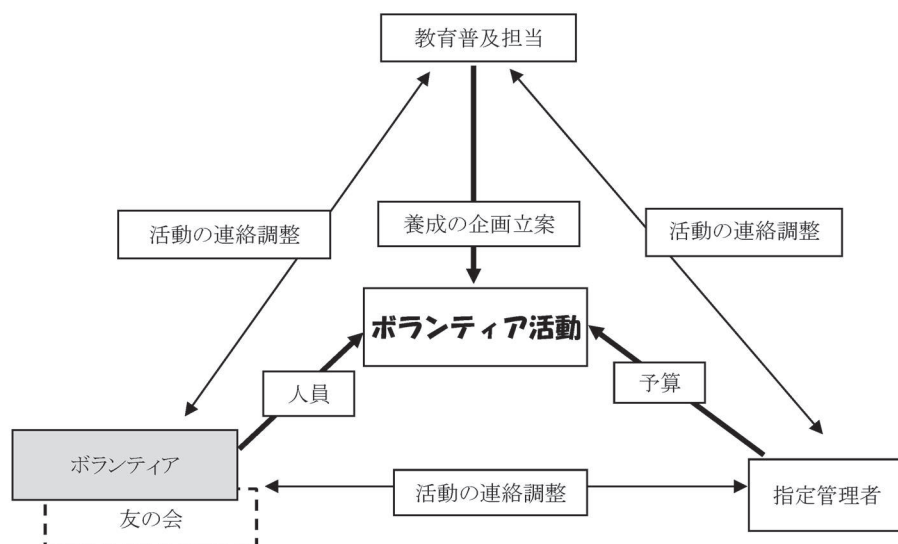 教育普及担当
活動の連絡調整
養成の企画立案
活動の連絡調整
ボランティア活動
人員
予算
ボランティア
活動の連絡調整
指定管理者
友の会